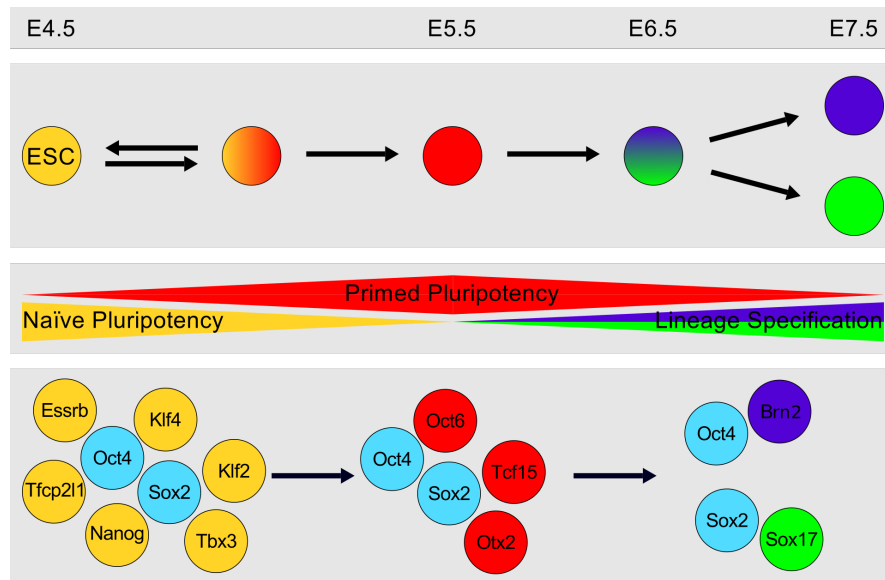 E4.5 E5.5 E6.5 E7.5
ESC
Primed Pluripotency
Naïve Pluripotency Lineage Specification
Essrb
Klf4
Oct4
Klf2
Tfcp2l1
Sox2
Nanog
Tbx3
Oct6
Oct4
Tcf15
Sox2
Otx2
Brn2
Oct4
Sox2
Sox17